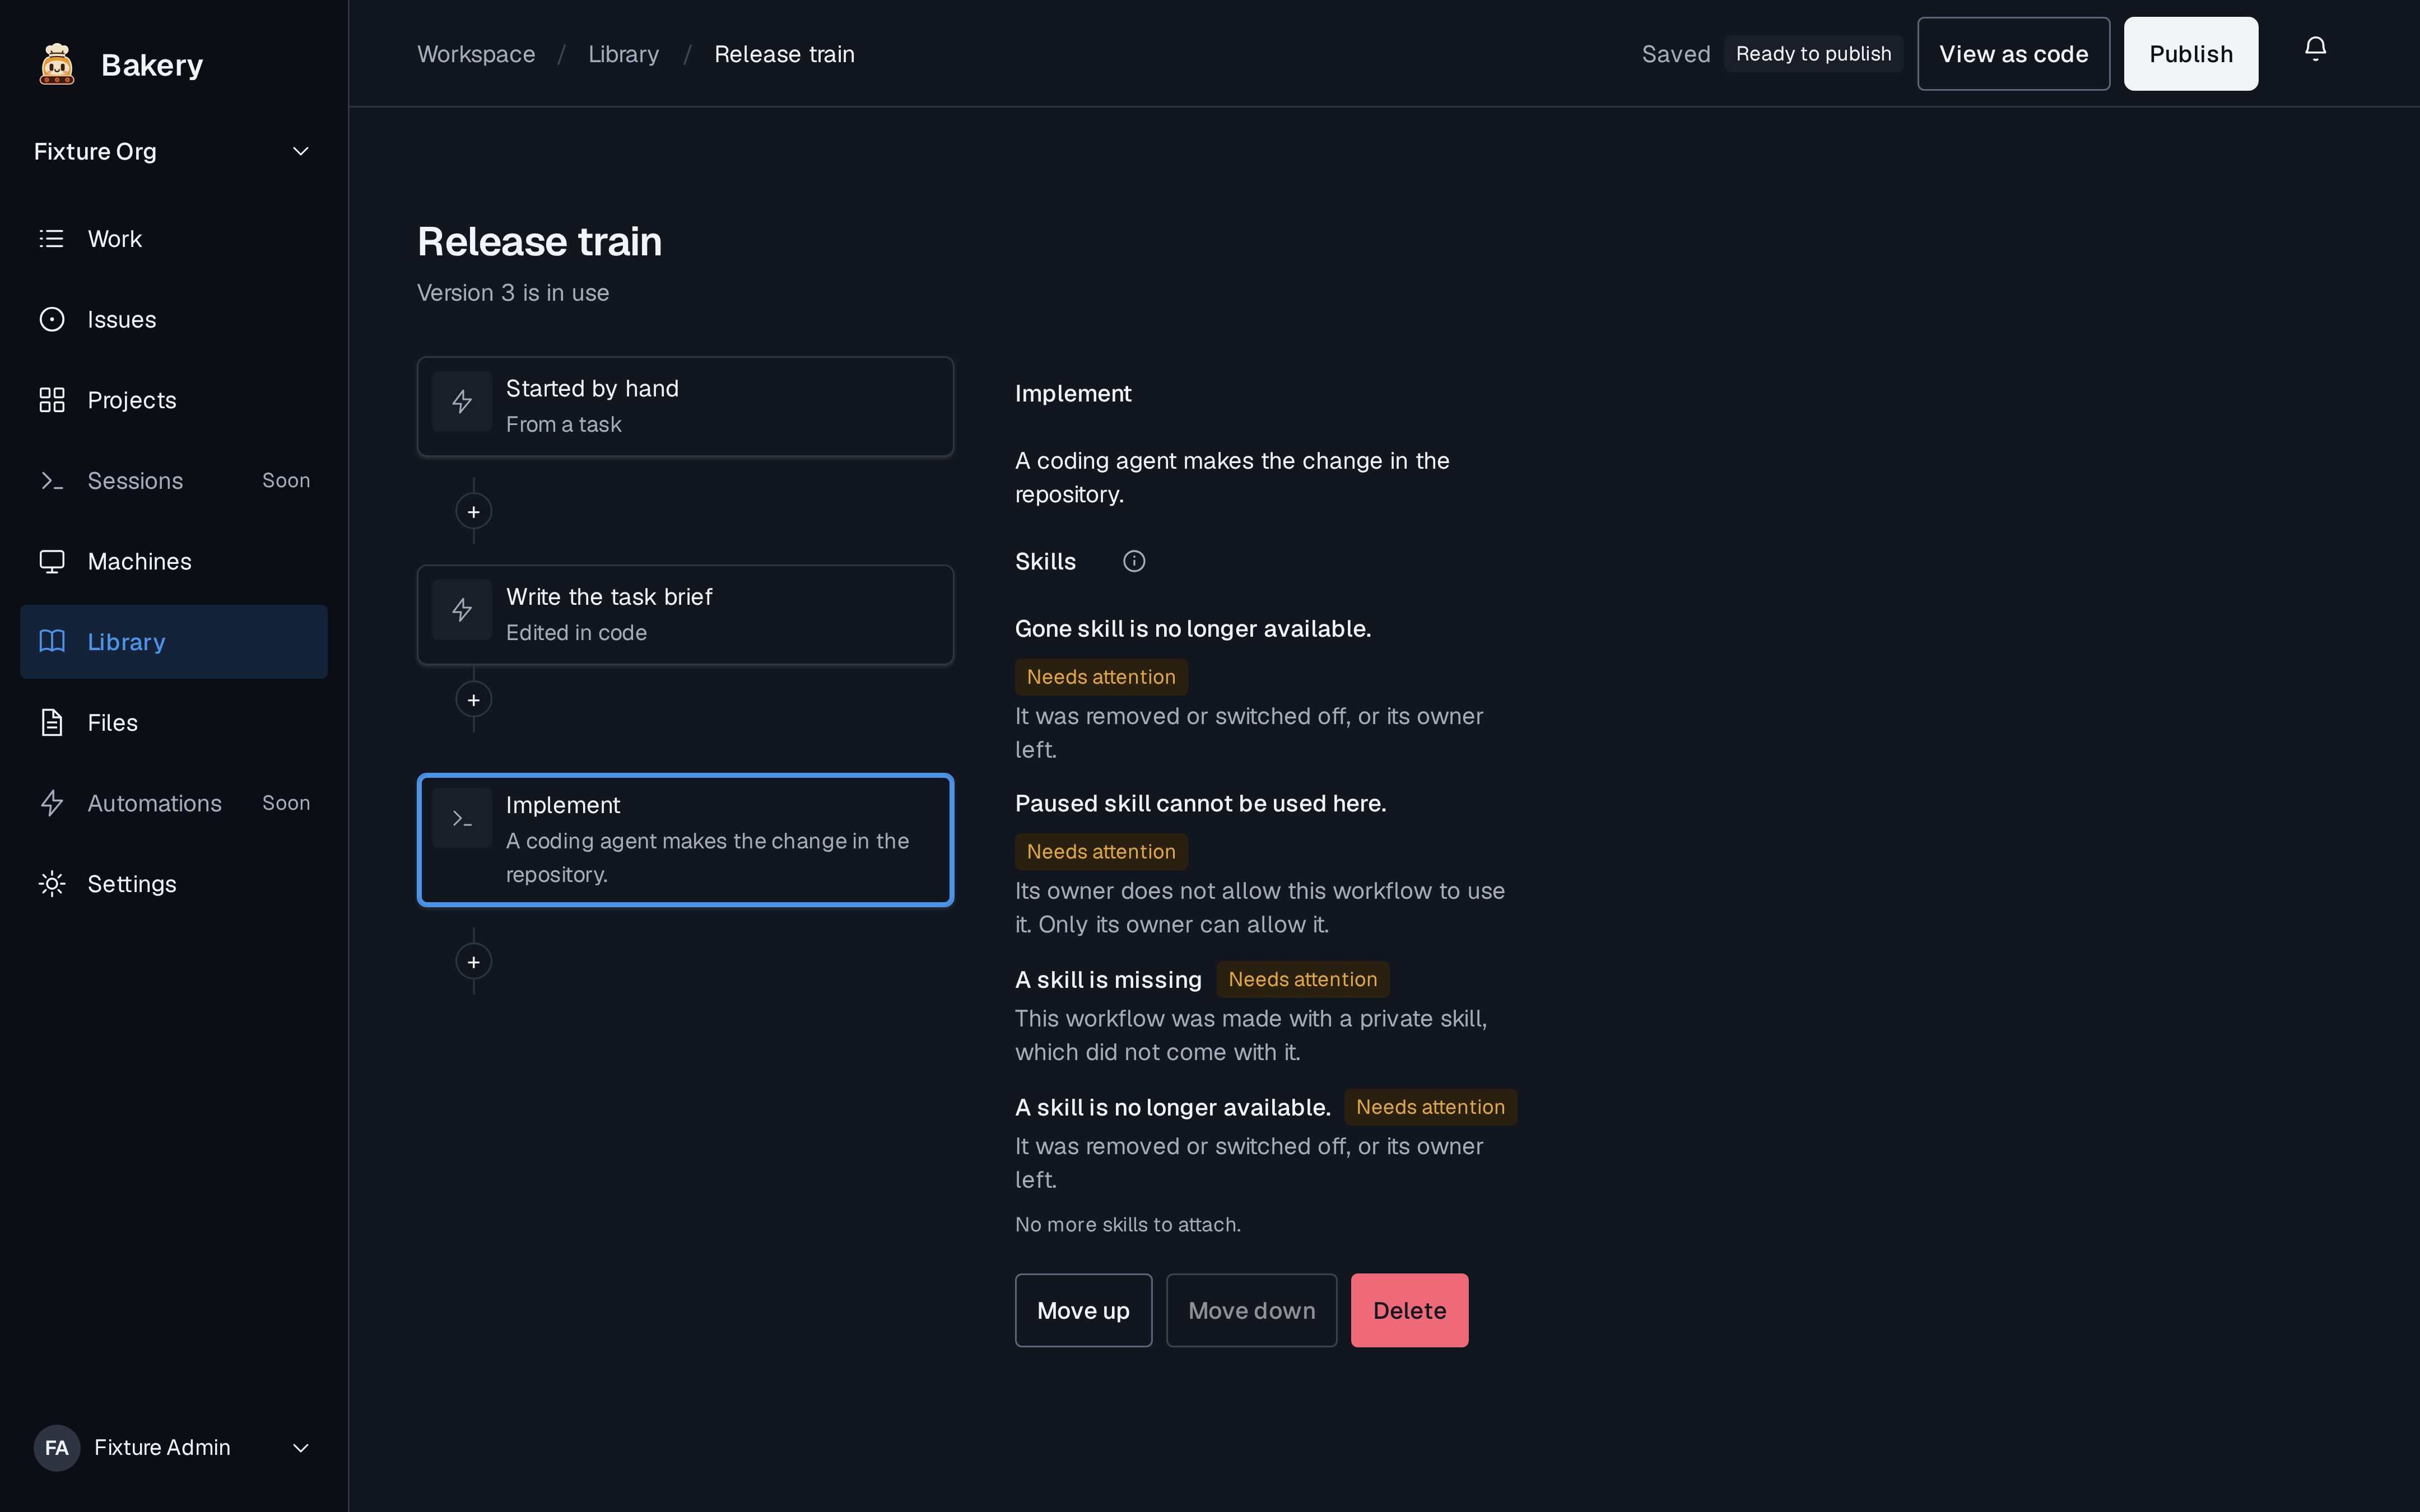 Bakery
Fixture Org
Work
Issues
Projects
Sessions Soon
Machines
Library
Files
Automations Soon
Settings
FA Fixture Admin
Workspace / Library / Release train
Saved Ready to publish View as code Publish
Release train
Version 3 is in use
Started by hand
From a task
+
Write the task brief
Edited in code
+
Implement
A coding agent makes the change in the
repository.
+
Implement
A coding agent makes the change in the
repository.
Skills
Gone skill is no longer available.
Needs attention
It was removed or switched off, or its owner
left.
Paused skill cannot be used here.
Needs attention
Its owner does not allow this workflow to use
it. Only its owner can allow it.
A skill is missing Needs attention
This workflow was made with a private skill,
which did not come with it.
A skill is no longer available. Needs attention
It was removed or switched off, or its owner
left.
No more skills to attach.
Move up Move down Delete